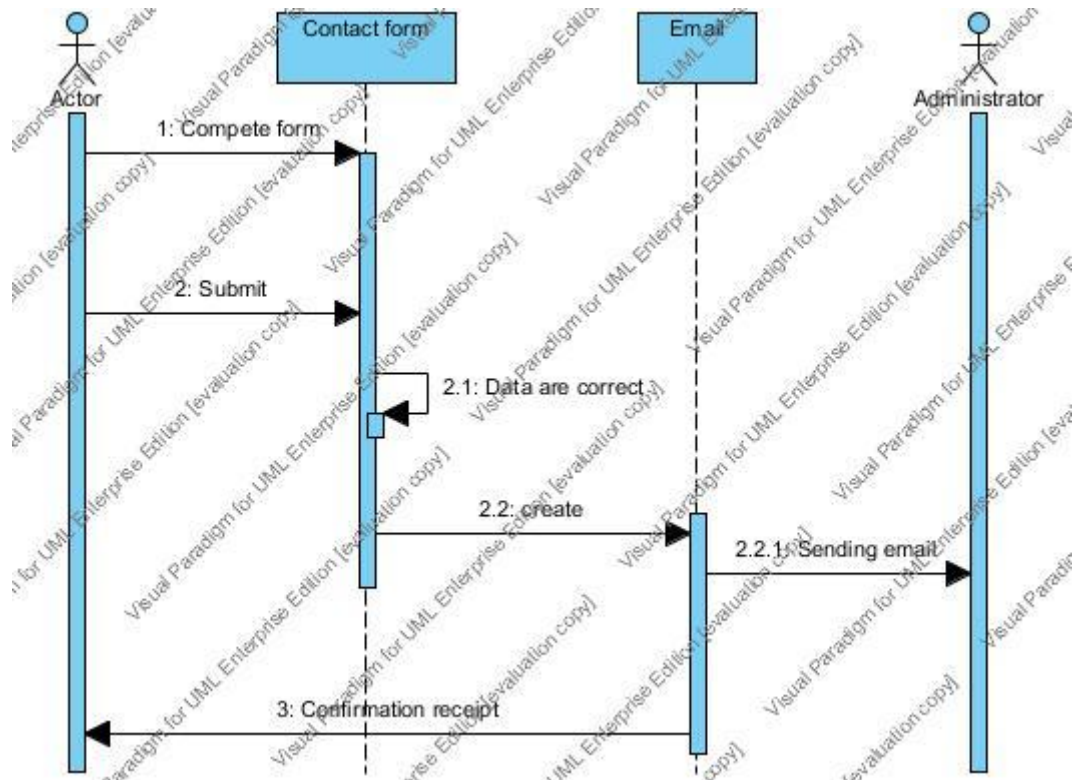 Contact form
Email
Actor
Administrator
1: Compete form
2: Submit
2.1: Data are correct
2.2: create
2.2.1: Sending email
3: Confirmation receipt
Visual Paradigm for UML Enterprise Edition [evaluation copy]